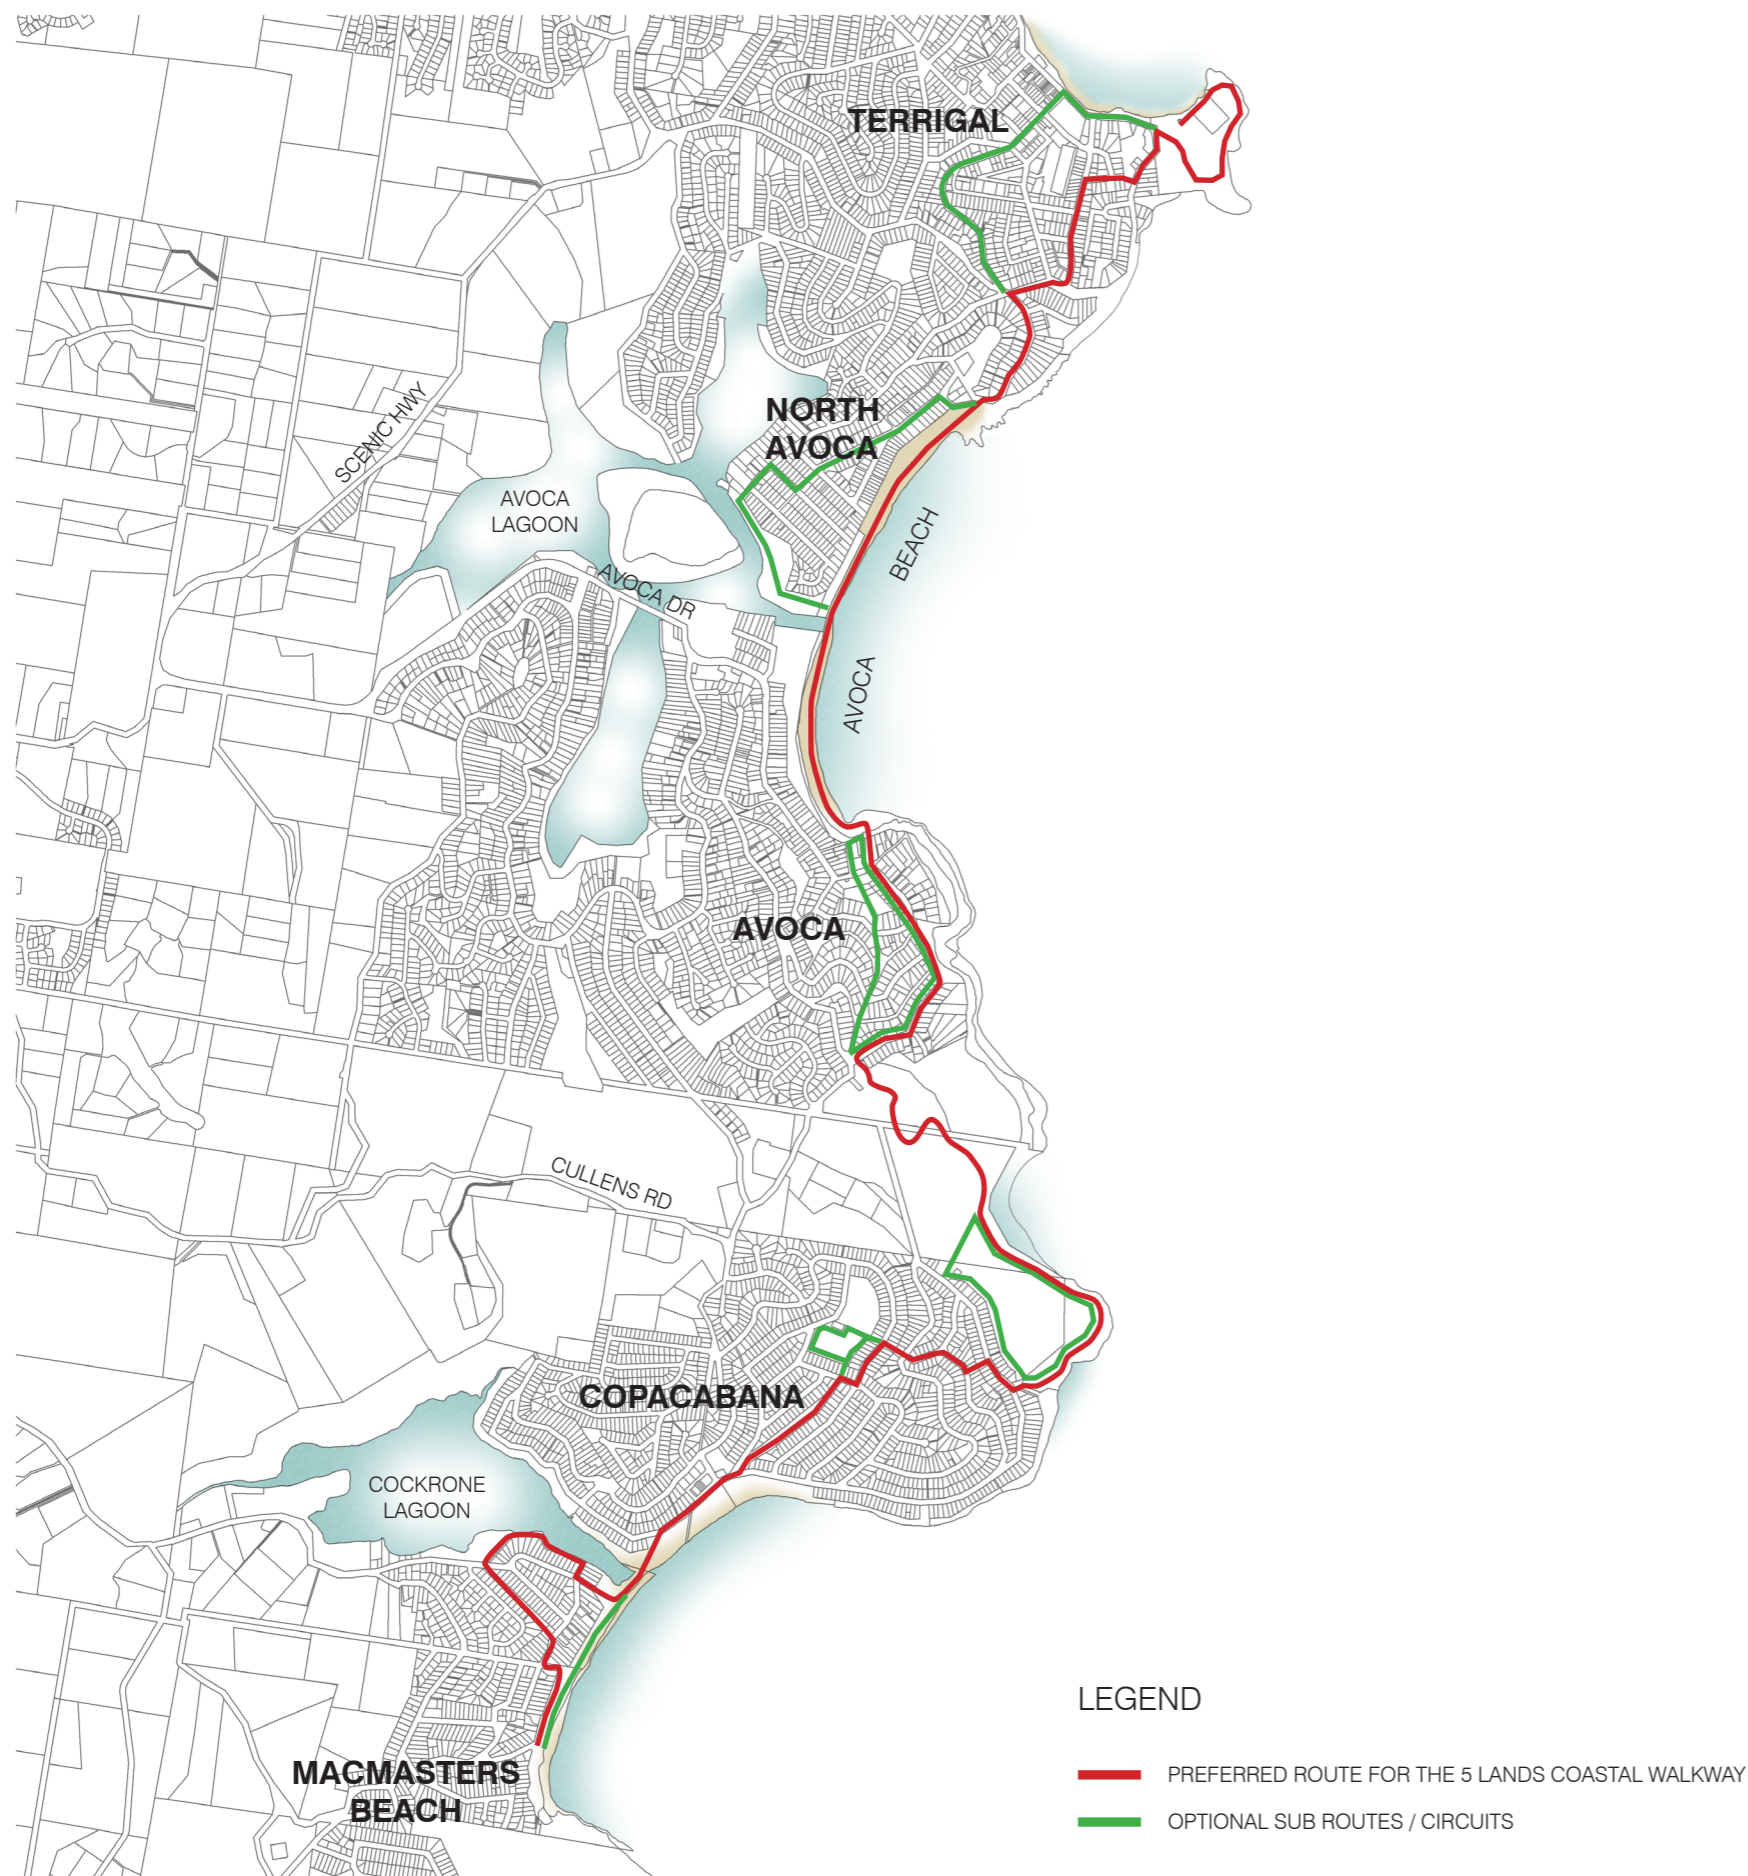 TERRIGAL
NORTH
AVOCA
SCENIC HWY
AVOCA
LAGOON
BEACH
AVOCA DR
AVOCA
AVOCA
CULLENS RD
COPACABANA
COCKRONE
LAGOON
LEGEND
MACMASTERS
BEACH
PREFERRED ROUTE FOR THE 5 LANDS COASTAL WALKWAY
OPTIONAL SUB ROUTES / CIRCUITS